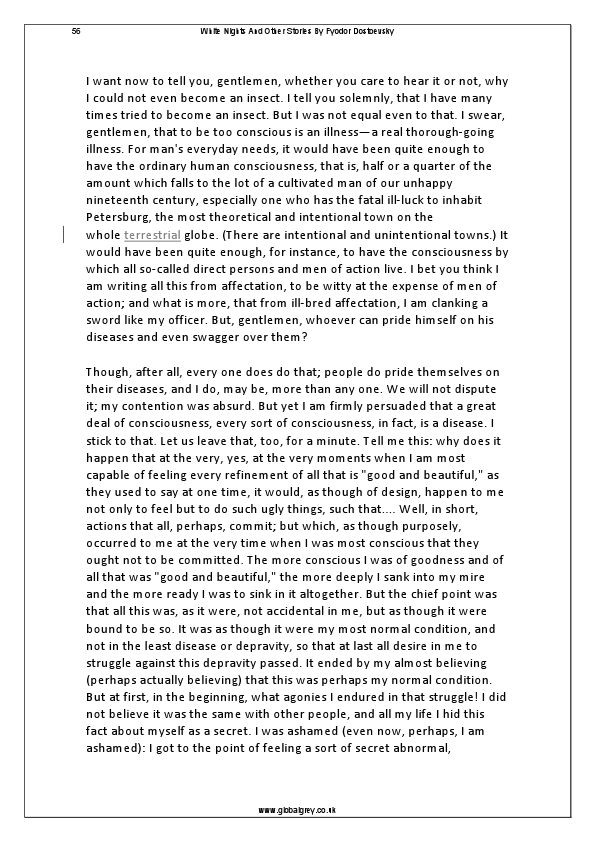 56
White Nights And Other Stories By Fyodor Dostoevsky
I want now to tell you, gentlemen, whether you care to hear it or not, why
I could not even become an insect. I tell you solemnly, that I have many
times tried to become an insect. But I was not equal even to that. I swear,
gentlemen, that to be too conscious is an illness—a real thorough-going
illness. For man's everyday needs, it would have been quite enough to
have the ordinary human consciousness, that is, half or a quarter of the
amount which falls to the lot of a cultivated man of our unhappy
nineteenth century, especially one who has the fatal ill-luck to inhabit
Petersburg, the most theoretical and intentional town on the
whole terrestrial globe. (There are intentional and unintentional towns.) It
would have been quite enough, for instance, to have the consciousness by
which all so-called direct persons and men of action live. I bet you think I
am writing all this from affectation, to be witty at the expense of men of
action; and what is more, that from ill-bred affectation, I am clanking a
sword like my officer. But, gentlemen, whoever can pride himself on his
diseases and even swagger over them?
Though, after all, every one does do that; people do pride themselves on
their diseases, and I do, may be, more than any one. We will not dispute
it; my contention was absurd. But yet I am firmly persuaded that a great
deal of consciousness, every sort of consciousness, in fact, is a disease. I
stick to that. Let us leave that, too, for a minute. Tell me this: why does it
happen that at the very, yes, at the very moments when I am most
capable of feeling every refinement of all that is "good and beautiful," as
they used to say at one time, it would, as though of design, happen to me
not only to feel but to do such ugly things, such that.... Well, in short,
actions that all, perhaps, commit; but which, as though purposely,
occurred to me at the very time when I was most conscious that they
ought not to be committed. The more conscious I was of goodness and of
all that was "good and beautiful," the more deeply I sank into my mire
and the more ready I was to sink in it altogether. But the chief point was
that all this was, as it were, not accidental in me, but as though it were
bound to be so. It was as though it were my most normal condition, and
not in the least disease or depravity, so that at last all desire in me to
struggle against this depravity passed. It ended by my almost believing
(perhaps actually believing) that this was perhaps my normal condition.
But at first, in the beginning, what agonies I endured in that struggle! I did
not believe it was the same with other people, and all my life I hid this
fact about myself as a secret. I was ashamed (even now, perhaps, I am
ashamed): I got to the point of feeling a sort of secret abnormal,
www.globalgrey.co.uk